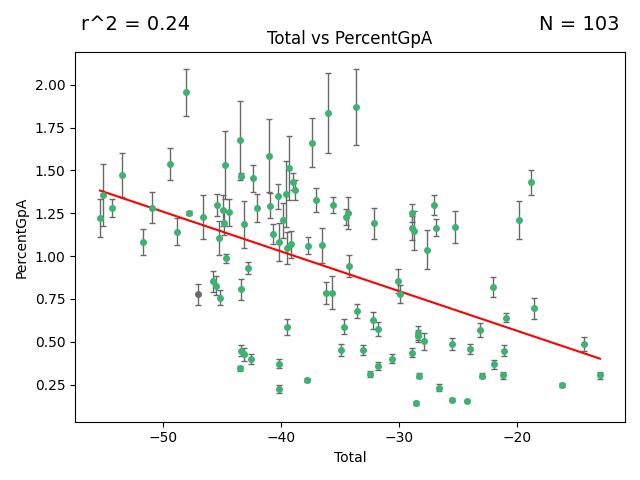 r^2 = 0.24 N = 103
Total vs PercentGpA
2.00
1.75
1.50
1.25
1.00
0.75
0.50
0.25
PercentGpA
−50 −40 −30 −20
Total